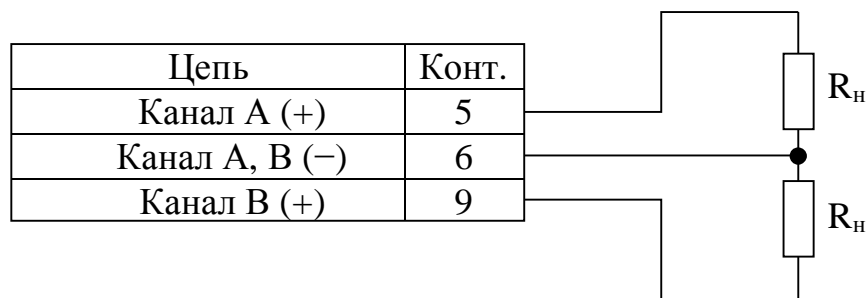 Цепь Конт.
Канал А (+) 5
Rн
Канал А, В (−) 6
Канал В (+) 9
Rн